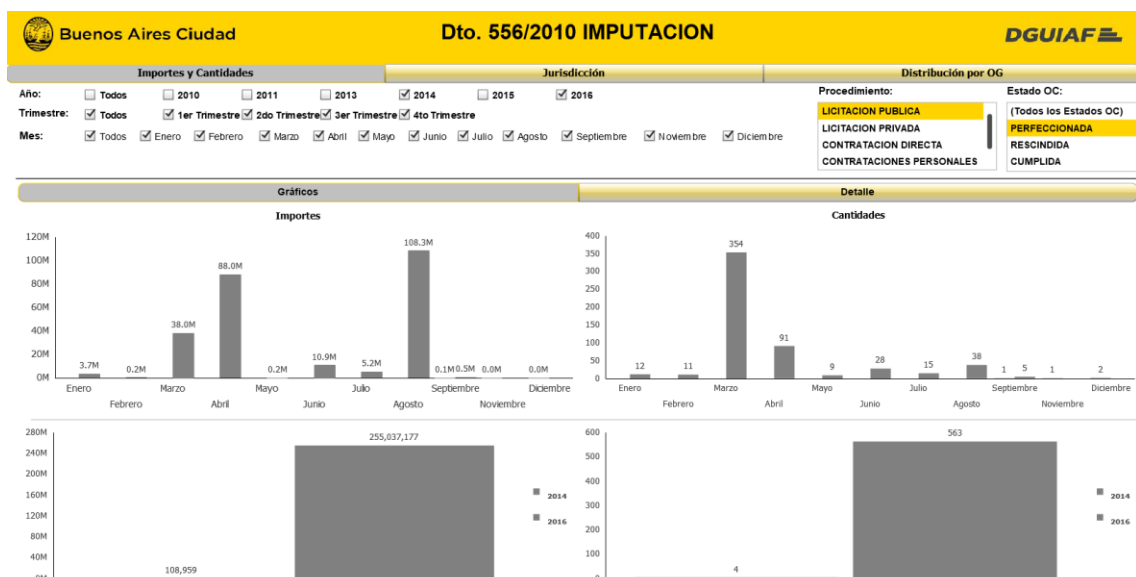 Buenos Aires Ciudad
Dto. 556/2010 IMPUTACION
DGUIAF
Importes y Cantidades
Jurisdicción
Distribución por OG
Año: Todos 2010 2011 2013 2014 2015 2016
Trimestre: Todos 1er Trimestre 2do Trimestre 3er Trimestre 4to Trimestre
Mes: Todos Enero Febrero Marzo Abril Mayo Junio Julio Agosto Septiembre Noviembre Diciembre
Procedimiento:
LICITACION PUBLICA
LICITACION PRIVADA
CONTRATACION DIRECTA
CONTRATACIONES PERSONALES
Estado OC:
(Todos los Estados OC)
PERFECCIONADA
RESCINDIDA
CUMPLIDA
Gráficos
Detalle
Importes
120M
100M
80M
60M
40M
20M
0M
3.7M 0.2M 38.0M 88.0M 0.2M 10.9M 5.2M 108.3M 0.1M 0.5M 0.0M 0.0M
Enero Marzo Mayo Julio Septiembre Diciembre
Febrero Abril Junio Agosto Noviembre
Cantidades
400
350
300
250
200
150
100
50
0
12 11 354 91 9 28 15 38 1 5 1 2
Enero Marzo Mayo Julio Septiembre Diciembre
Febrero Abril Junio Agosto Noviembre
280M
240M
200M
160M
120M
80M
40M
0M
108,959
255,037,177
2014
2016
600
500
400
300
200
100
0
4
563
2014
2016